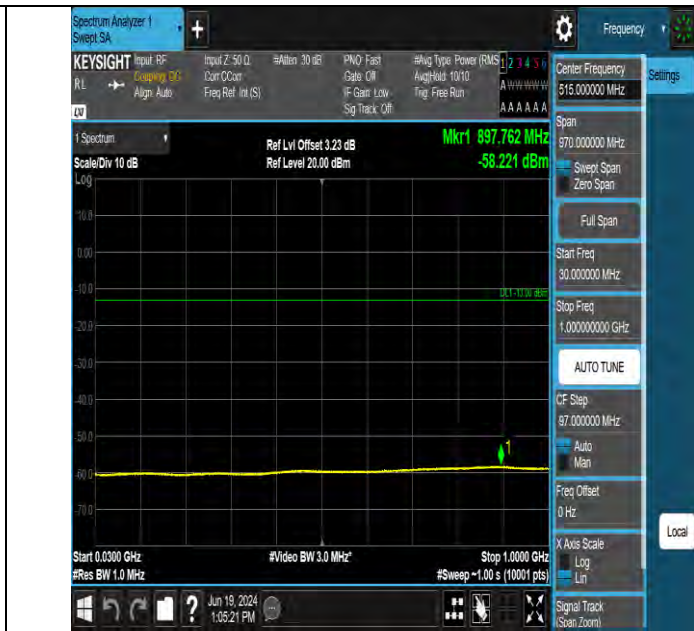 Spectrum Analyzer 1
Swept SA
Frequency
KEYSIGHT
Input: RF
Coupling: DC
Align: Auto
RL
LXI
Input Z: 50 Ω
Corr CCorr
Freq Ref: Int (S)
#Atten: 30 dB
PNO: Fast
Gate: Off
IF Gain: Low
Sig Track: Off
#Avg Type: Power (RMS
Avg|Hold: 10/10
Trig: Free Run
1 2 3 4 5 6
A W W W W W
A A A A A A
1 Spectrum
Scale/Div 10 dB
Log
Ref Lvl Offset 3.23 dB
Ref Level 20.00 dBm
Mkr1 897.762 MHz
-58.221 dBm
10.0
0.00
-10.0
DL1 -13.00 dBm
-20.0
-40.0
-50.0
1
-60.0
-70.0
Start 0.0300 GHz
#Res BW 1.0 MHz
#Video BW 3.0 MHz*
Stop 1.0000 GHz
#Sweep ~1.00 s (10001 pts)
Jun 19, 2024
1:05:21 PM
?
Center Frequency
515.000000 MHz
Span
970.000000 MHz
Swept Span
Zero Span
Full Span
Start Freq
30.000000 MHz
Stop Freq
1.000000000 GHz
AUTO TUNE
CF Step
97.000000 MHz
Auto
Man
Freq Offset
0 Hz
X Axis Scale
Log
Lin
Signal Track
(Span Zoom)
Settings
Local